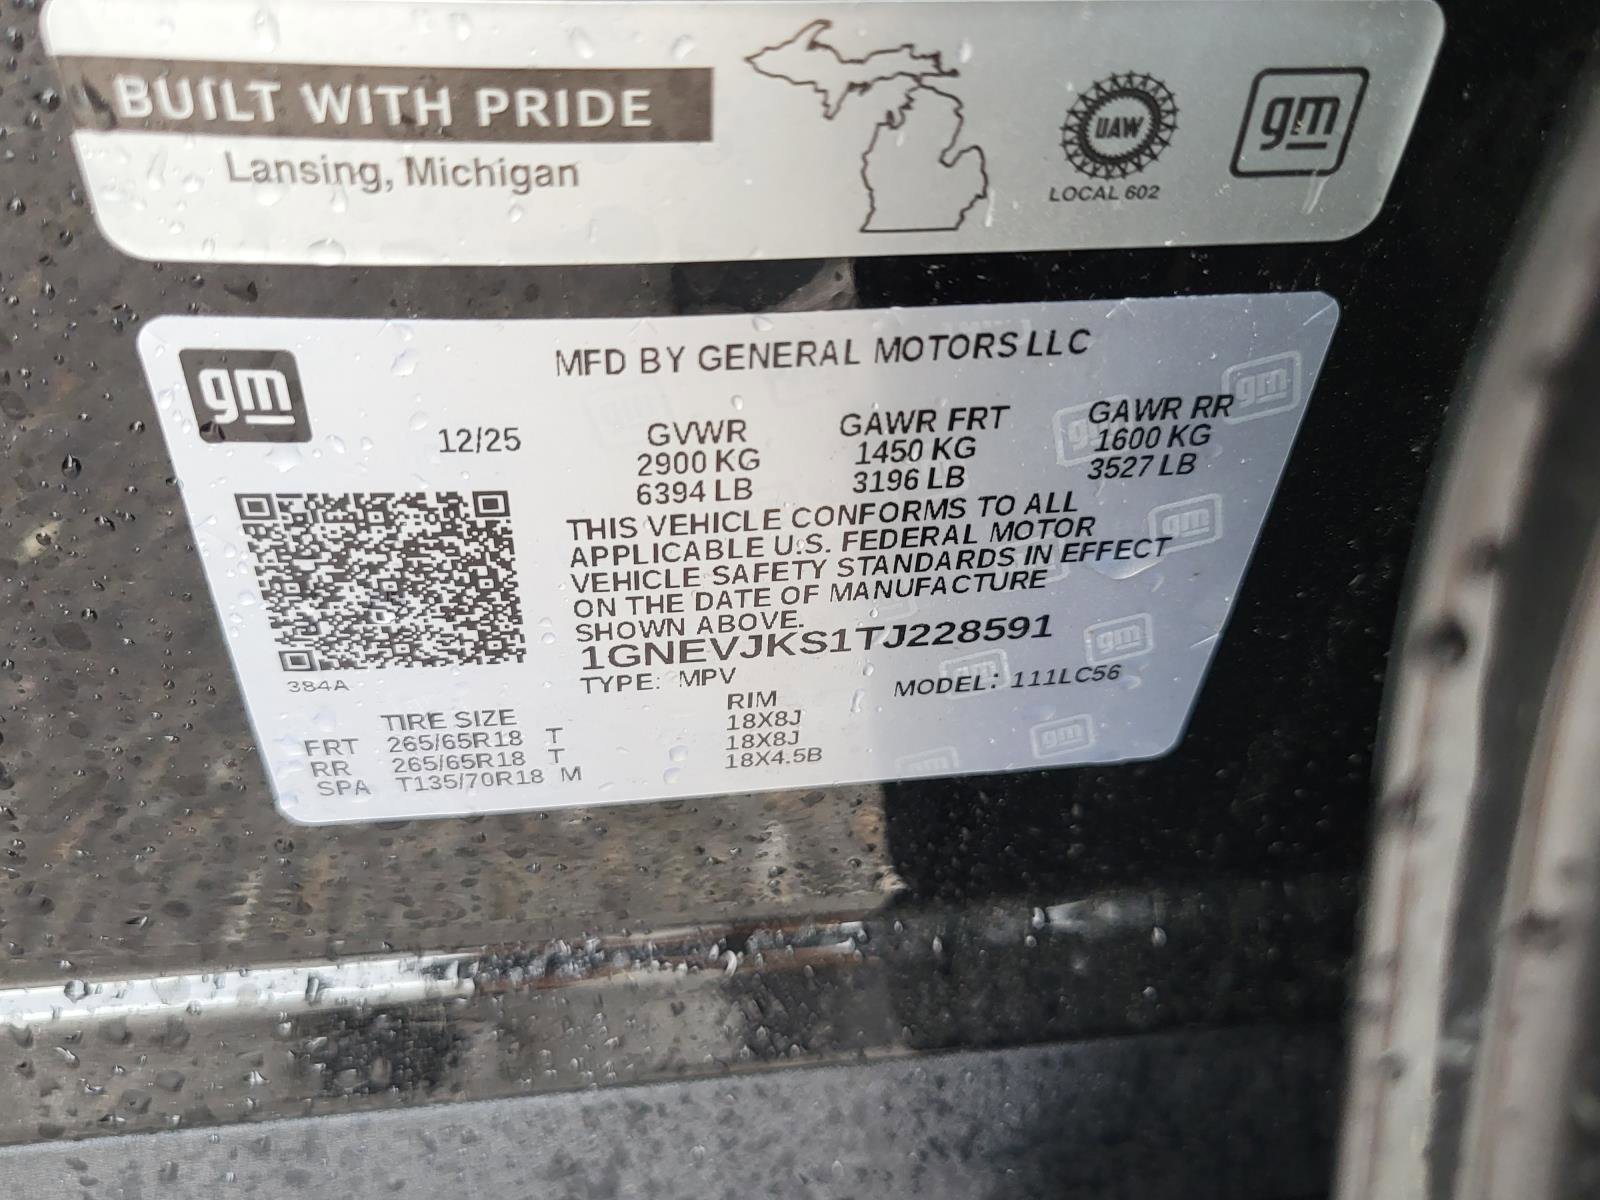 BUILT WITH PRIDE
Lansing, Michigan
UAW
LOCAL 602
gm
gm
MFD BY GENERAL MOTORS LLC
12/25
GVWR GAWR FRT GAWR RR
2900 KG 1450 KG 1600 KG
6394 LB 3196 LB 3527 LB
THIS VEHICLE CONFORMS TO ALL
APPLICABLE U.S. FEDERAL MOTOR
VEHICLE SAFETY STANDARDS IN EFFECT
ON THE DATE OF MANUFACTURE
SHOWN ABOVE.
1GNEVJKS1TJ228591
TYPE: MPV MODEL: 111LC56
384A
TIRE SIZE RIM
FRT 265/65R18 T 18X8J
RR 265/65R18 T 18X8J
SPA T135/70R18 M 18X4.5B